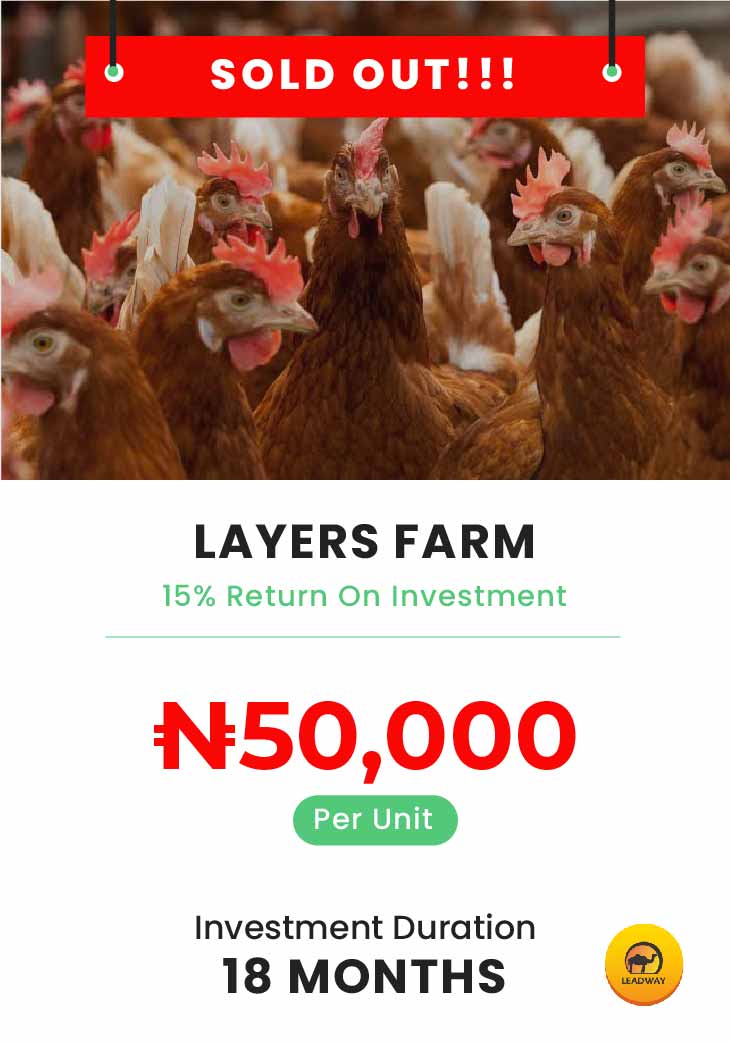 SOLD OUT!!!
LAYERS FARM
15% Return On Investment
₦50,000
Per Unit
Investment Duration
18 MONTHS
LEADWAY